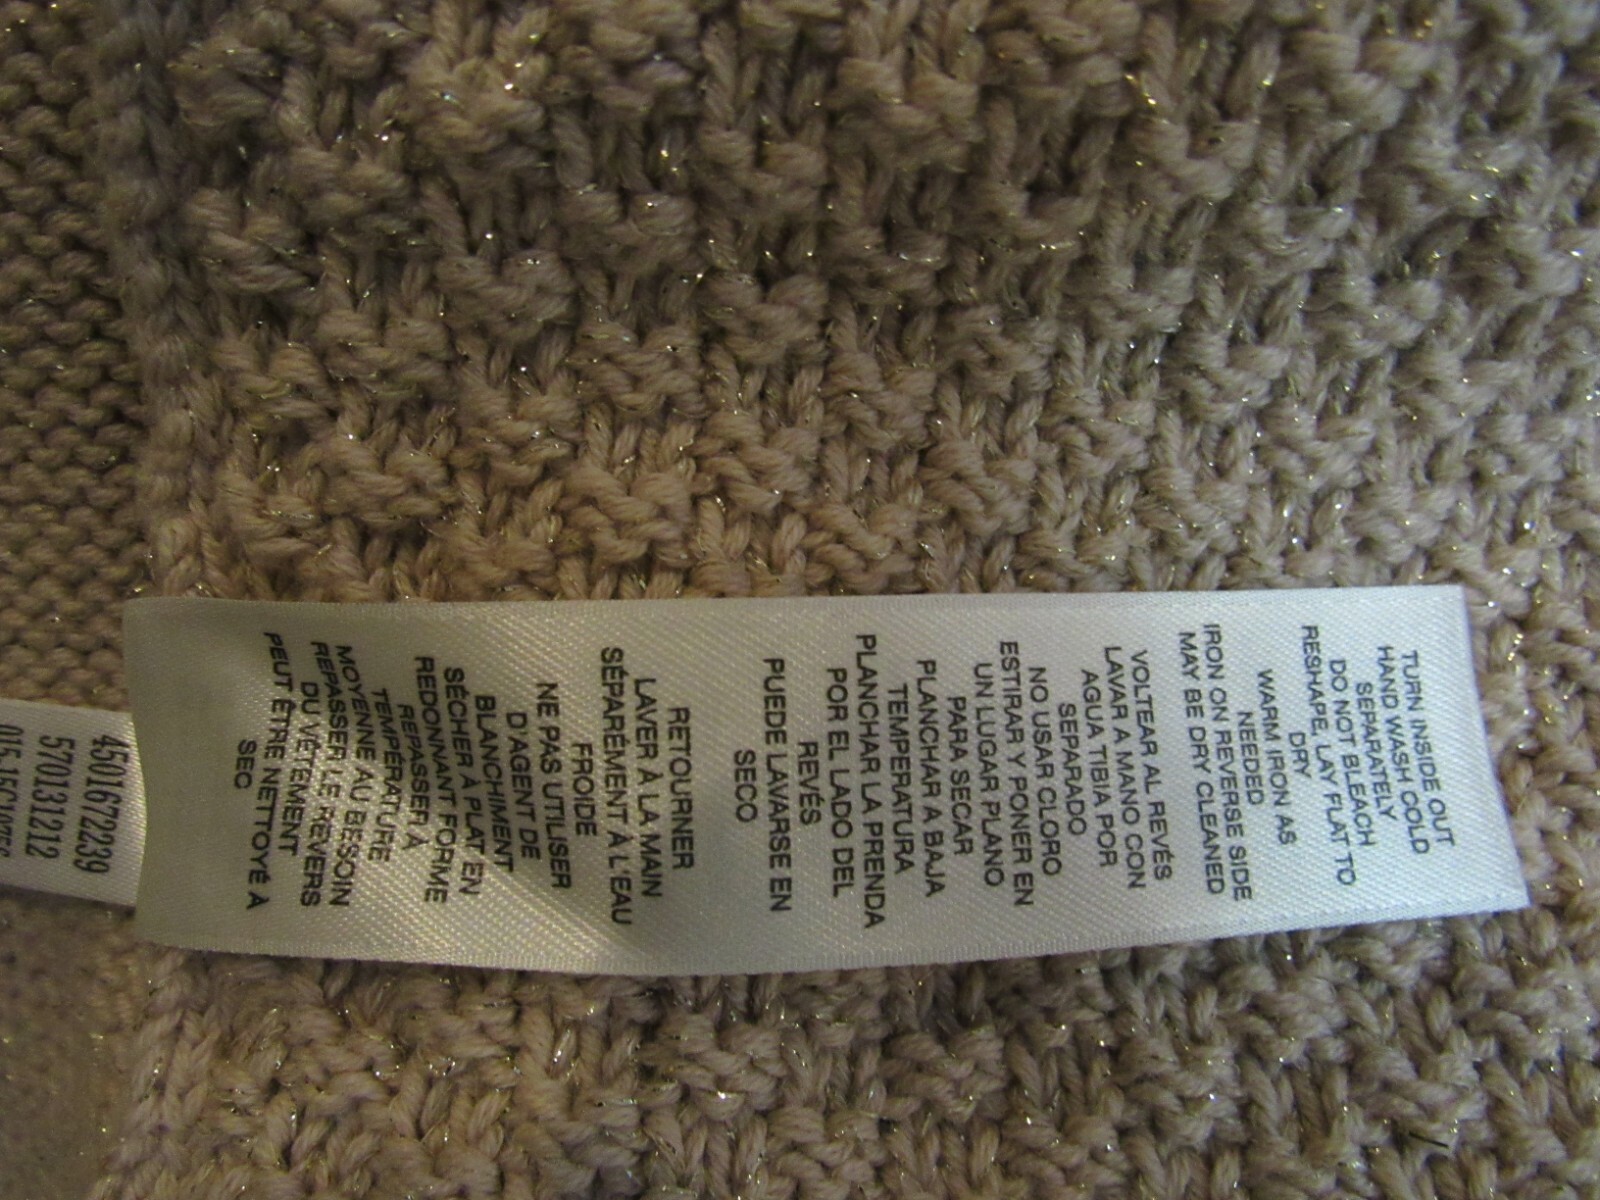 TURN INSIDE OUT
HAND WASH COLD
SEPARATELY
DO NOT BLEACH
RESHAPE, LAY FLAT TO
DRY
WARM IRON AS
NEEDED
IRON ON REVERSE SIDE
MAY BE DRY CLEANED
VOLTEAR AL REVÉS
LAVAR A MANO CON
AGUA TIBIA POR
SEPARADO
NO USAR CLORO
ESTIRAR Y PONER EN
UN LUGAR PLANO
PARA SECAR
PLANCHAR A BAJA
TEMPERATURA
PLANCHAR LA PRENDA
POR EL LADO DEL
REVÉS
PUEDE LAVARSE EN
SECO
RETOURNER
LAVER À LA MAIN
SÉPARÉMENT À L'EAU
FROIDE
NE PAS UTILISER
D'AGENT DE
BLANCHIMENT
SÉCHER À PLAT EN
REDONNANT FORME
REPASER À
TEMPÉRATURE
MOYENNE AU BESOIN
REPASSER LE REVERS
DU VÊTEMENT
PEUT ÊTRE NETTOYÉ À
SEC
4501672239
570131212